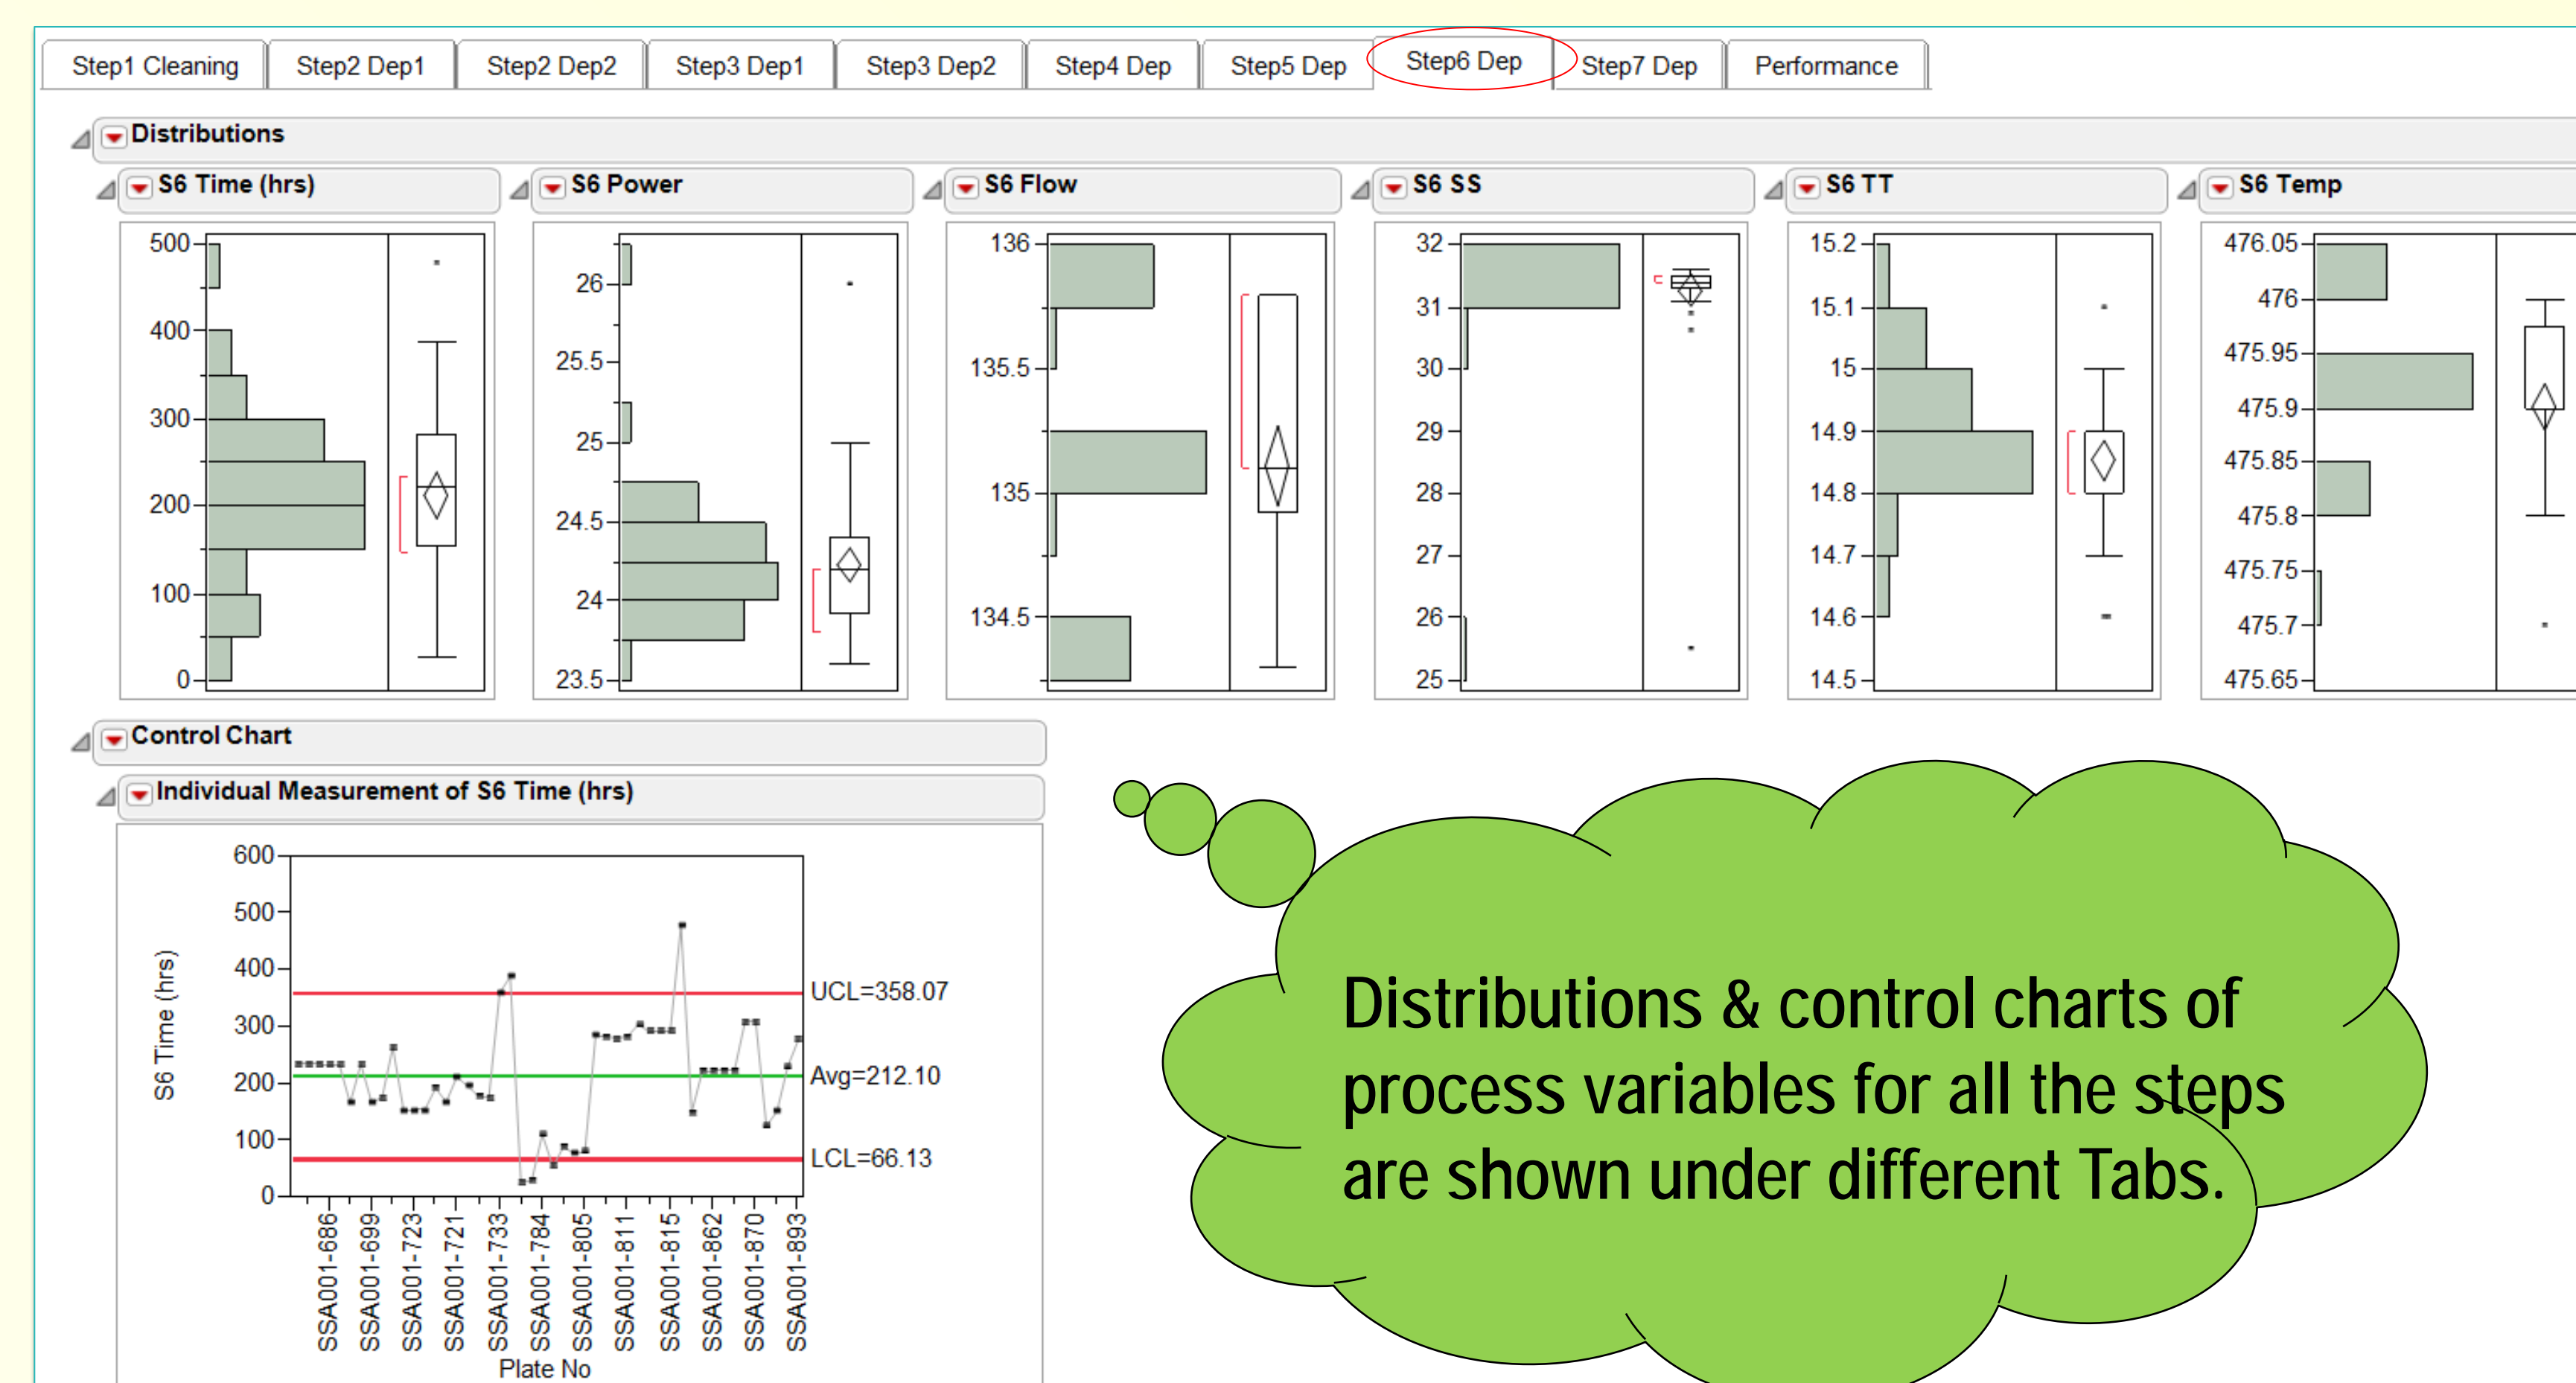 Step1 Cleaning Step2 Dep1 Step2 Dep2 Step3 Dep1 Step3 Dep2 Step4 Dep Step5 Dep Step6 Dep Step7 Dep Performance
Distributions
S6 Time (hrs) S6 Power S6 Flow S6 SS S6 TT S6 Temp
500
400
300
200
100
0
26
25.5
25
24.5
24
23.5
136
135.5
135
134.5
32
31
30
29
28
27
26
25
15.2
15.1
15
14.9
14.8
14.7
14.6
14.5
476.05
476
475.95
475.9
475.85
475.8
475.75
475.7
475.65
Control Chart
Individual Measurement of S6 Time (hrs)
S6 Time (hrs)
600
500
400
300
200
100
0
UCL=358.07
Avg=212.10
LCL=66.13
SSA001-686
SSA001-699
SSA001-723
SSA001-721
SSA001-733
SSA001-784
SSA001-805
SSA001-811
SSA001-815
SSA001-862
SSA001-870
SSA001-893
Plate No
Distributions & control charts of
process variables for all the steps
are shown under different Tabs.